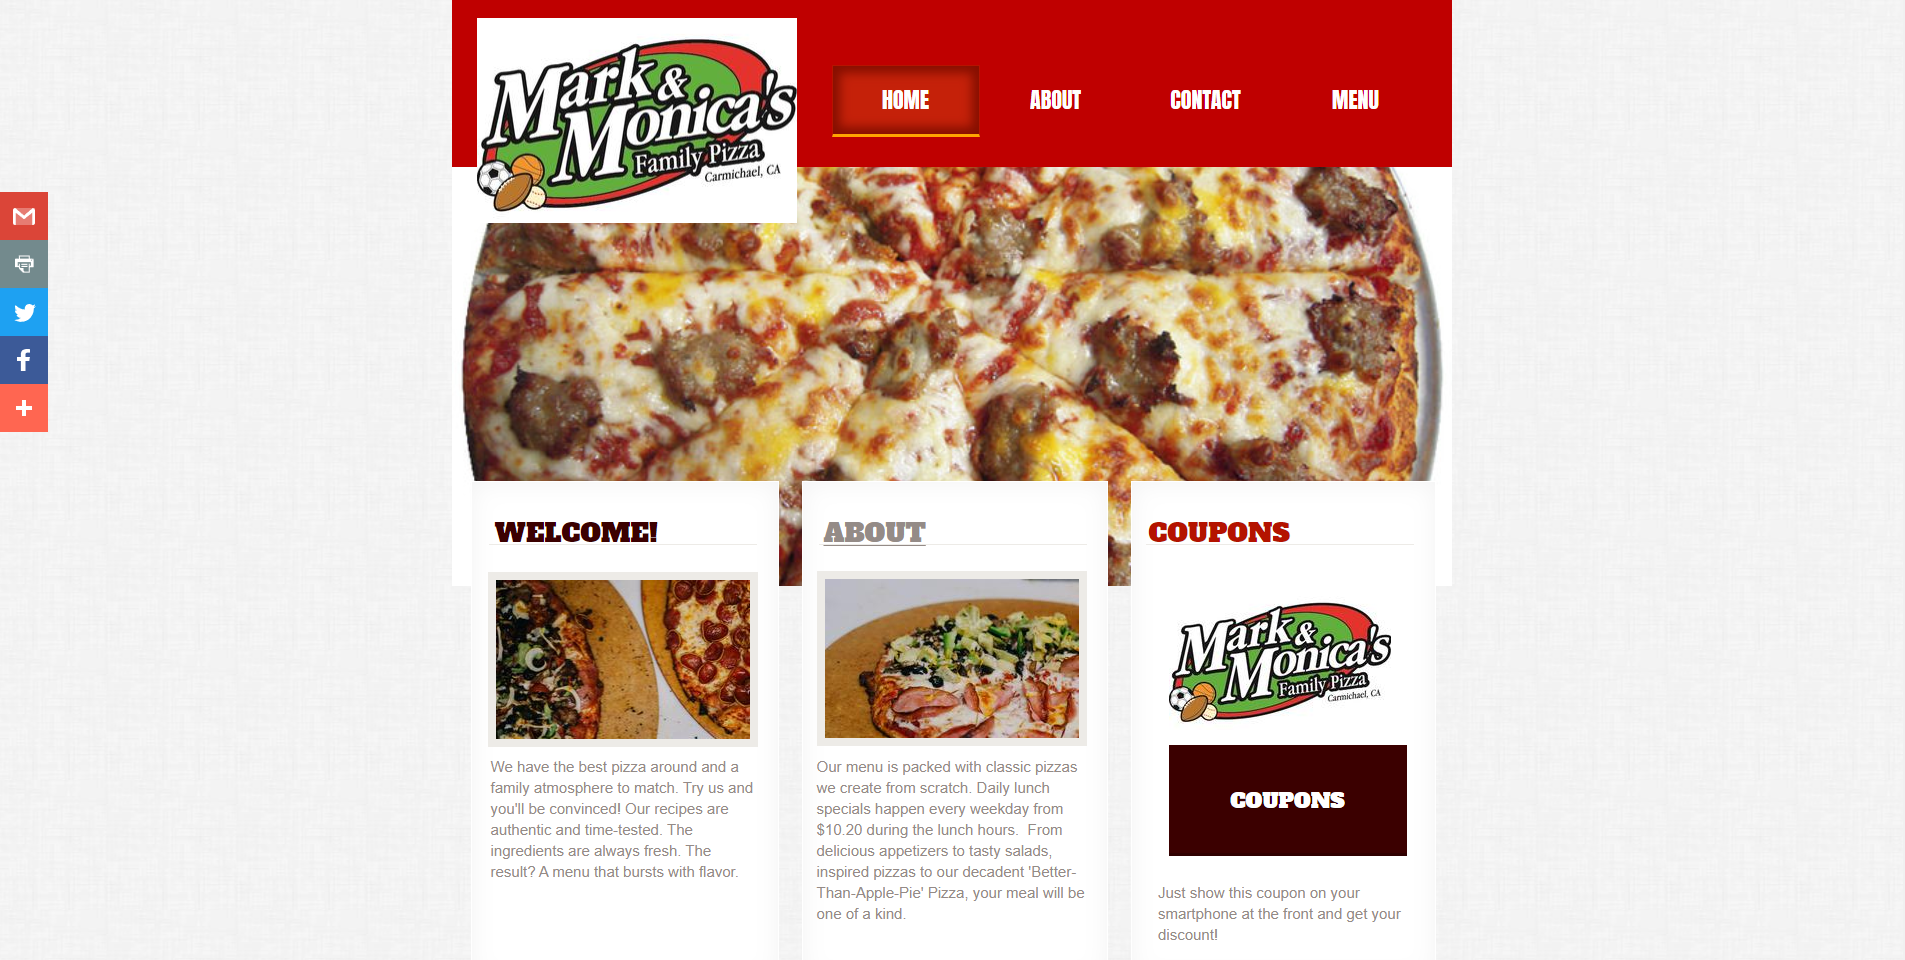 Mark &
Monica's
Family Pizza
Carmichael, CA
HOME
ABOUT
CONTACT
MENU
WELCOME!
We have the best pizza around and a
family atmosphere to match. Try us and
you'll be convinced! Our recipes are
authentic and time-tested. The
ingredients are always fresh. The
result? A menu that bursts with flavor.
ABOUT
Our menu is packed with classic pizzas
we create from scratch. Daily lunch
specials happen every weekday from
$10.20 during the lunch hours.  From
delicious appetizers to tasty salads,
inspired pizzas to our decadent 'Better-
Than-Apple-Pie' Pizza, your meal will be
one of a kind.
COUPONS
Mark &
Monica's
Family Pizza
Carmichael, CA
COUPONS
Just show this coupon on your
smartphone at the front and get your
discount!